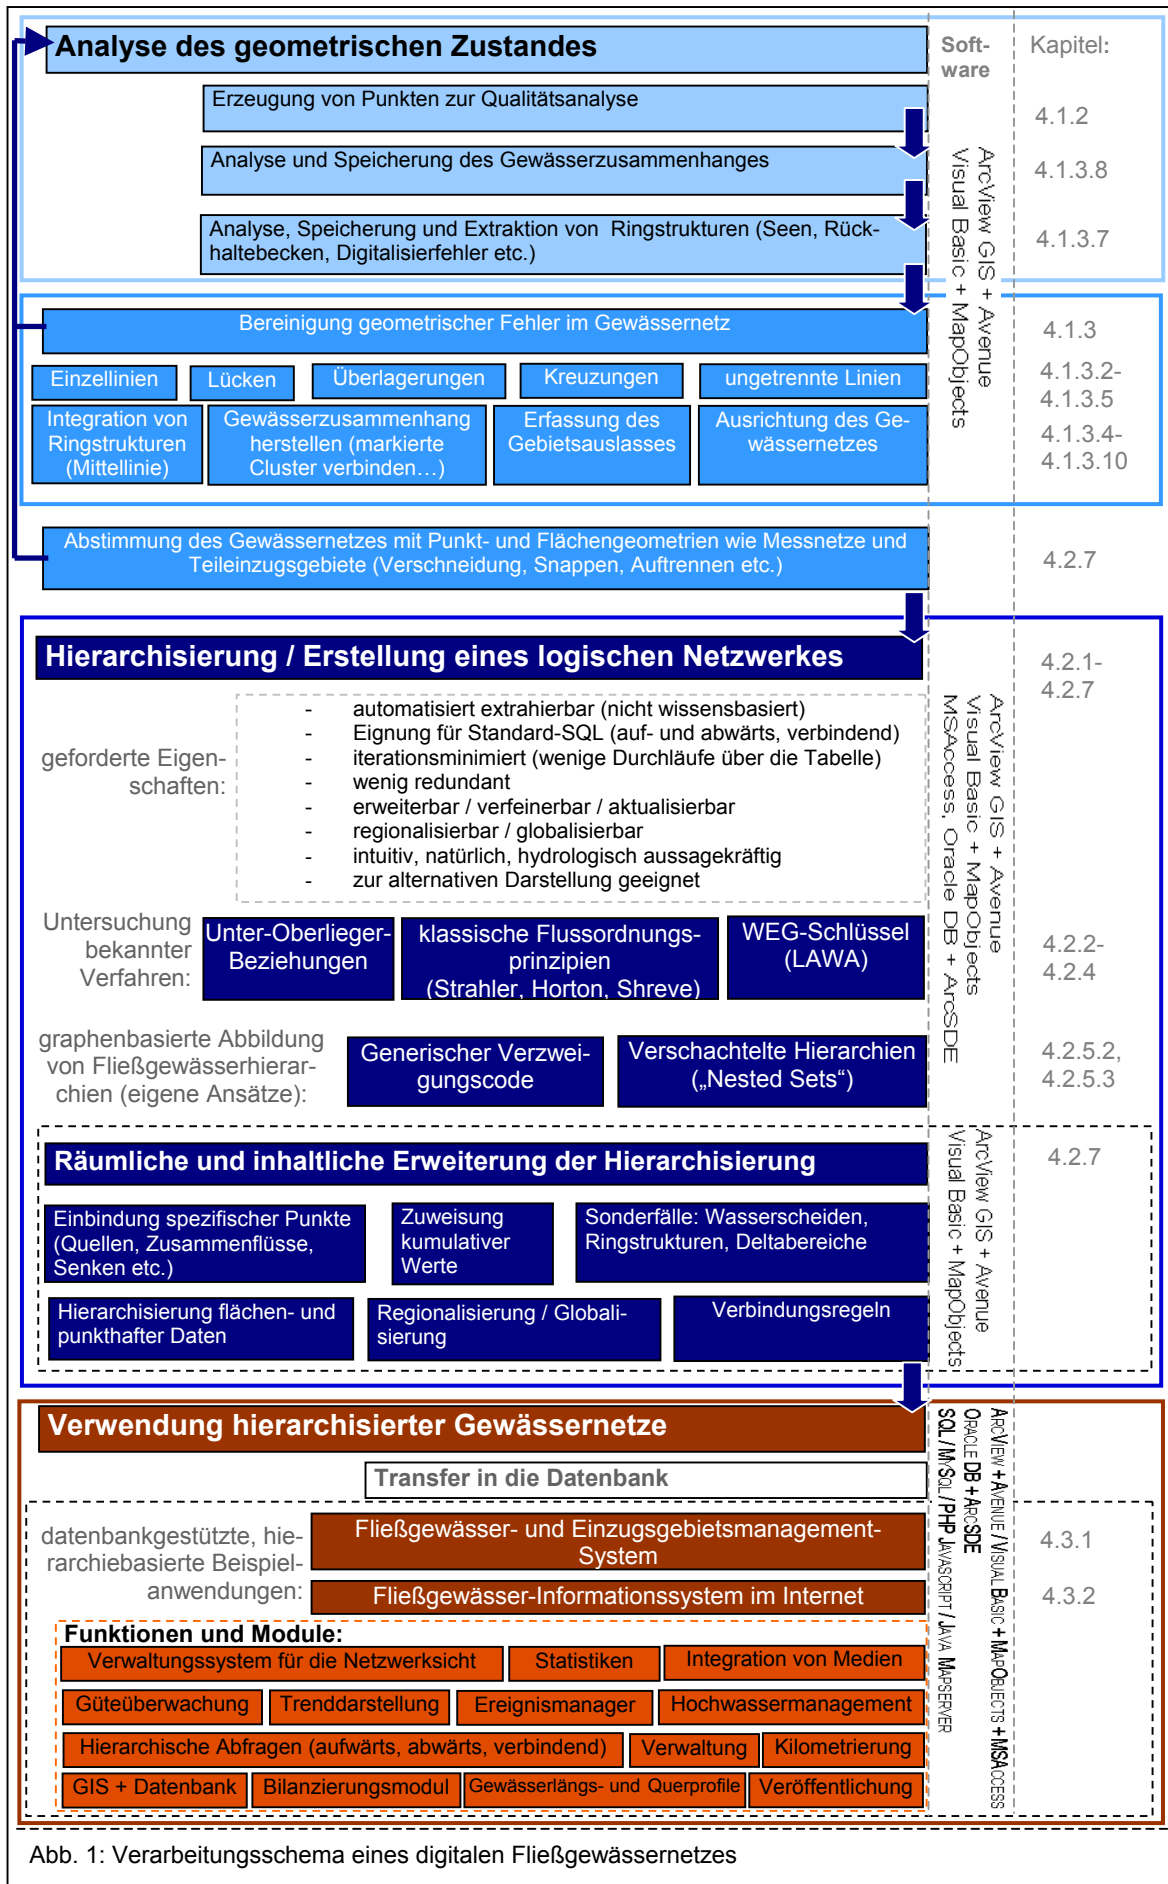 Analyse des geometrischen Zustandes
Soft-
ware
Kapitel:
Erzeugung von Punkten zur Qualitätsanalyse
4.1.2
Analyse und Speicherung des Gewässerzusammenhanges
4.1.3.8
Analyse, Speicherung und Extraktion von Ringstrukturen (Seen, Rück-
haltebecken, Digitalisierfehler etc.)
4.1.3.7
ArcView GIS + Avenue
Visual Basic + MapObjects
Bereinigung geometrischer Fehler im Gewässernetz
4.1.3
Einzellinien
Lücken
Überlagerungen
Kreuzungen
ungetrennte Linien
4.1.3.2-
4.1.3.5
Integration von
Ringstrukturen
(Mittellinie)
Gewässerzusammenhang
herstellen (markierte
Cluster verbinden…)
Erfassung des
Gebietsauslasses
Ausrichtung des Ge-
wässernetzes
4.1.3.4-
4.1.3.10
Abstimmung des Gewässernetzes mit Punkt- und Flächengeometrien wie Messnetze und
Teileinzugsgebiete (Verschneidung, Snappen, Auftrennen etc.)
4.2.7
Hierarchisierung / Erstellung eines logischen Netzwerkes
4.2.1-
4.2.7
geforderte Eigen-
schaften:
- automatisiert extrahierbar (nicht wissensbasiert)
- Eignung für Standard-SQL (auf- und abwärts, verbindend)
- iterationsminimiert (wenige Durchläufe über die Tabelle)
- wenig redundant
- erweiterbar / verfeinerbar / aktualisierbar
- regionalisierbar / globalisierbar
- intuitiv, natürlich, hydrologisch aussagekräftig
- zur alternativen Darstellung geeignet
ArcView GIS + Avenue
Visual Basic + MapObjects
MSAccess, Oracle DB + ArcSDE
Untersuchung
bekannter
Verfahren:
Unter-Oberlieger-
Beziehungen
klassische Flussordnungs-
prinzipien
(Strahler, Horton, Shreve)
WEG-Schlüssel
(LAWA)
4.2.2-
4.2.4
graphenbasierte Abbildung
von Fließgewässerhierar-
chien (eigene Ansätze):
Generischer Verzwei-
gungscode
Verschachtelte Hierarchien
(„Nested Sets“)
4.2.5.2,
4.2.5.3
Räumliche und inhaltliche Erweiterung der Hierarchisierung
4.2.7
Einbindung spezifischer Punkte
(Quellen, Zusammenflüsse,
Senken etc.)
Zuweisung
kumulativer
Werte
Sonderfälle: Wasserscheiden,
Ringstrukturen, Deltabereiche
Hierarchisierung flächen- und
punkthafter Daten
Regionalisierung / Globali-
sierung
Verbindungsregeln
ArcView GIS + Avenue
Visual Basic + MapObjects
Verwendung hierarchisierter Gewässernetze
Transfer in die Datenbank
datenbankgestützte, hie-
rarchiebasierte Beispiel-
anwendungen:
Fließgewässer- und Einzugsgebietsmanagement-
System
4.3.1
Fließgewässer-Informationssystem im Internet
4.3.2
ArcView + Avenue / Visual Basic + MapObjects + MSAccess
Oracle DB + ArcSDE
SQL / MySQL / PHP JavaScript / Java Mapserver
Funktionen und Module:
Verwaltungssystem für die Netzwerksicht
Statistiken
Integration von Medien
Güteüberwachung
Trenddarstellung
Ereignismanager
Hochwassermanagement
Hierarchische Abfragen (aufwärts, abwärts, verbindend)
Verwaltung
Kilometrierung
GIS + Datenbank
Bilanzierungsmodul
Gewässerlängs- und Querprofile
Veröffentlichung
Abb. 1: Verarbeitungsschema eines digitalen Fließgewässernetzes